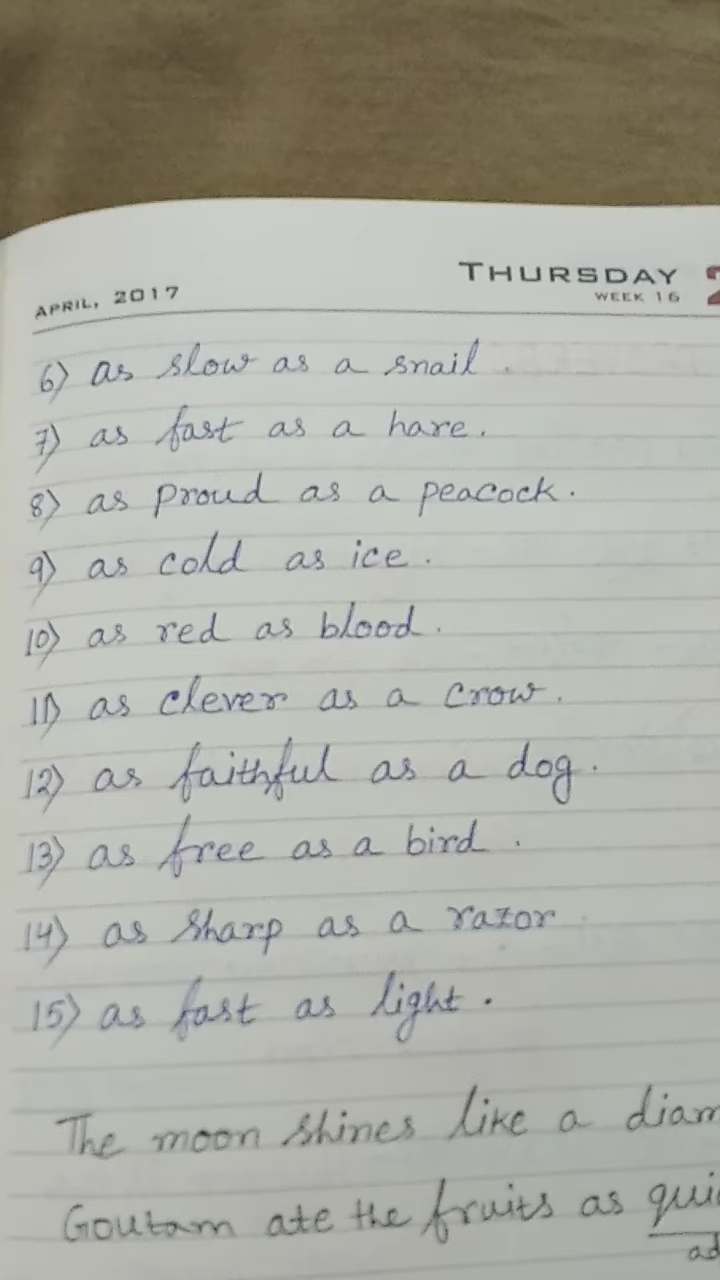 APRIL, 2017
THURSDAY
WEEK 16
6) as slow as a snail.
7) as fast as a hare.
8) as proud as a peacock.
9) as cold as ice.
10) as red as blood.
11) as clever as a crow.
12) as faithful as a dog.
13) as free as a bird.
14) as sharp as a razor
15) as fast as light.
The moon shines like a
Goutam ate the fruits as